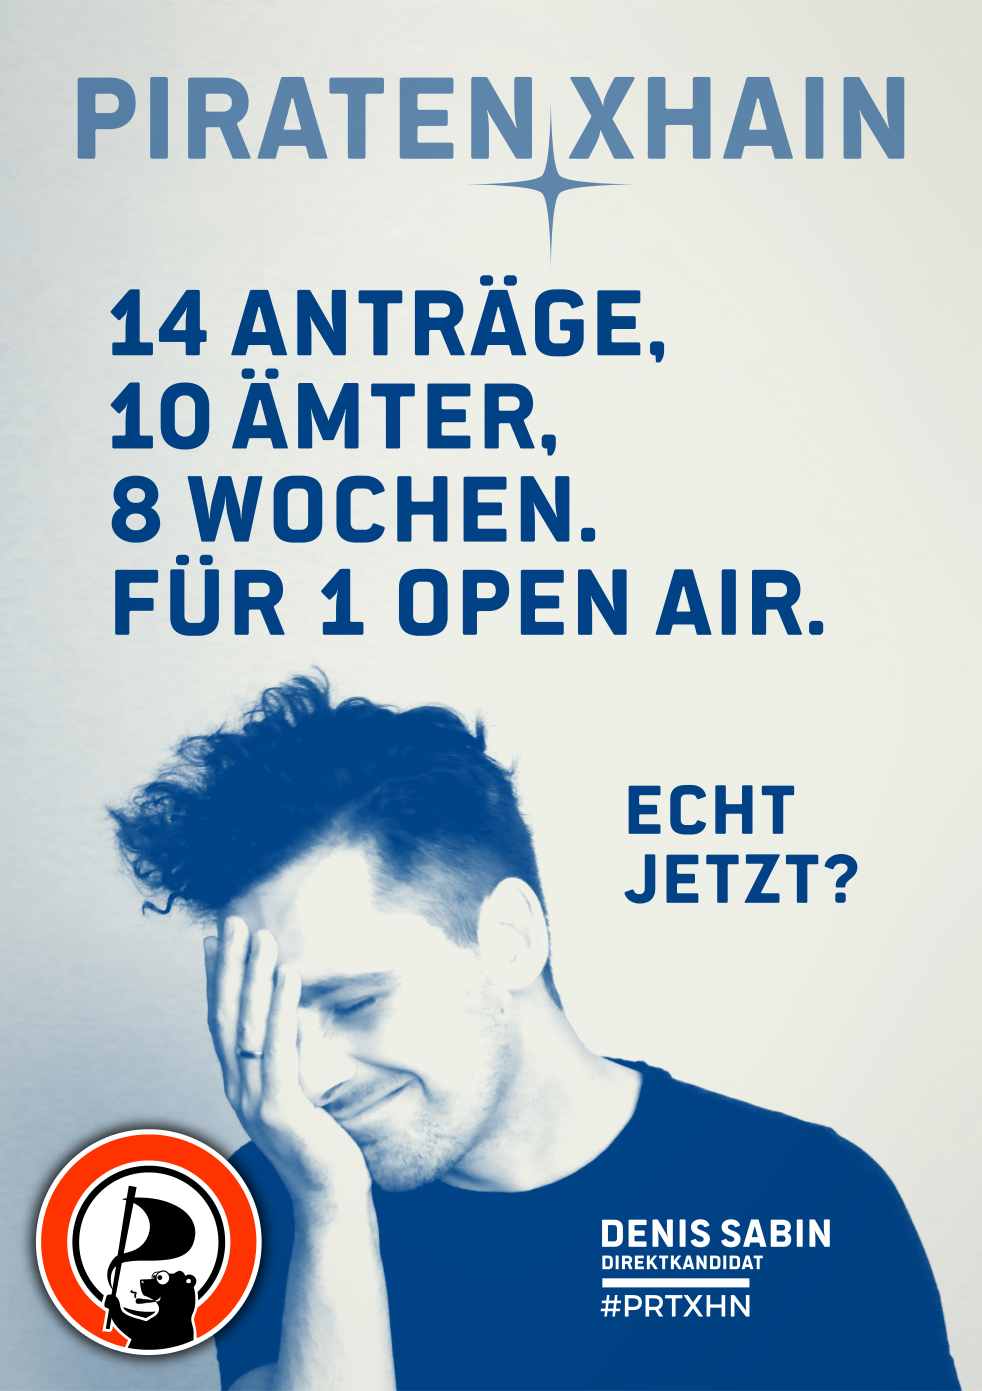 PIRATEN XHAIN
14 ANTRÄGE,
10 ÄMTER,
8 WOCHEN.
FÜR 1 OPEN AIR.
ECHT
JETZT?
DENIS SABIN
DIREKTKANDIDAT
#PRTXHN